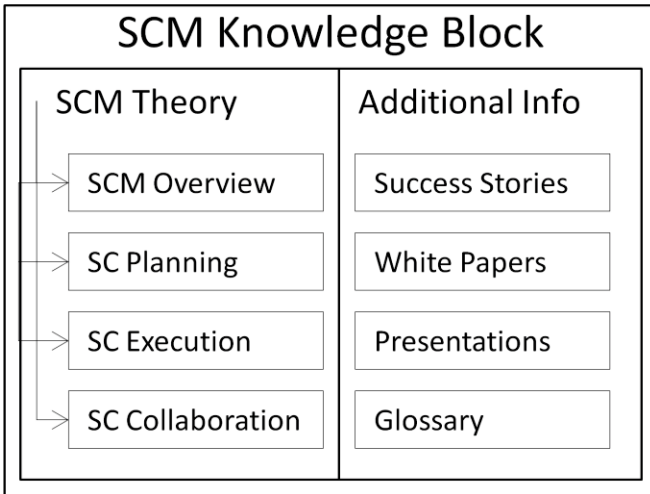 SCM Knowledge Block
SCM Theory
SCM Overview
SC Planning
SC Execution
SC Collaboration
Additional Info
Success Stories
White Papers
Presentations
Glossary